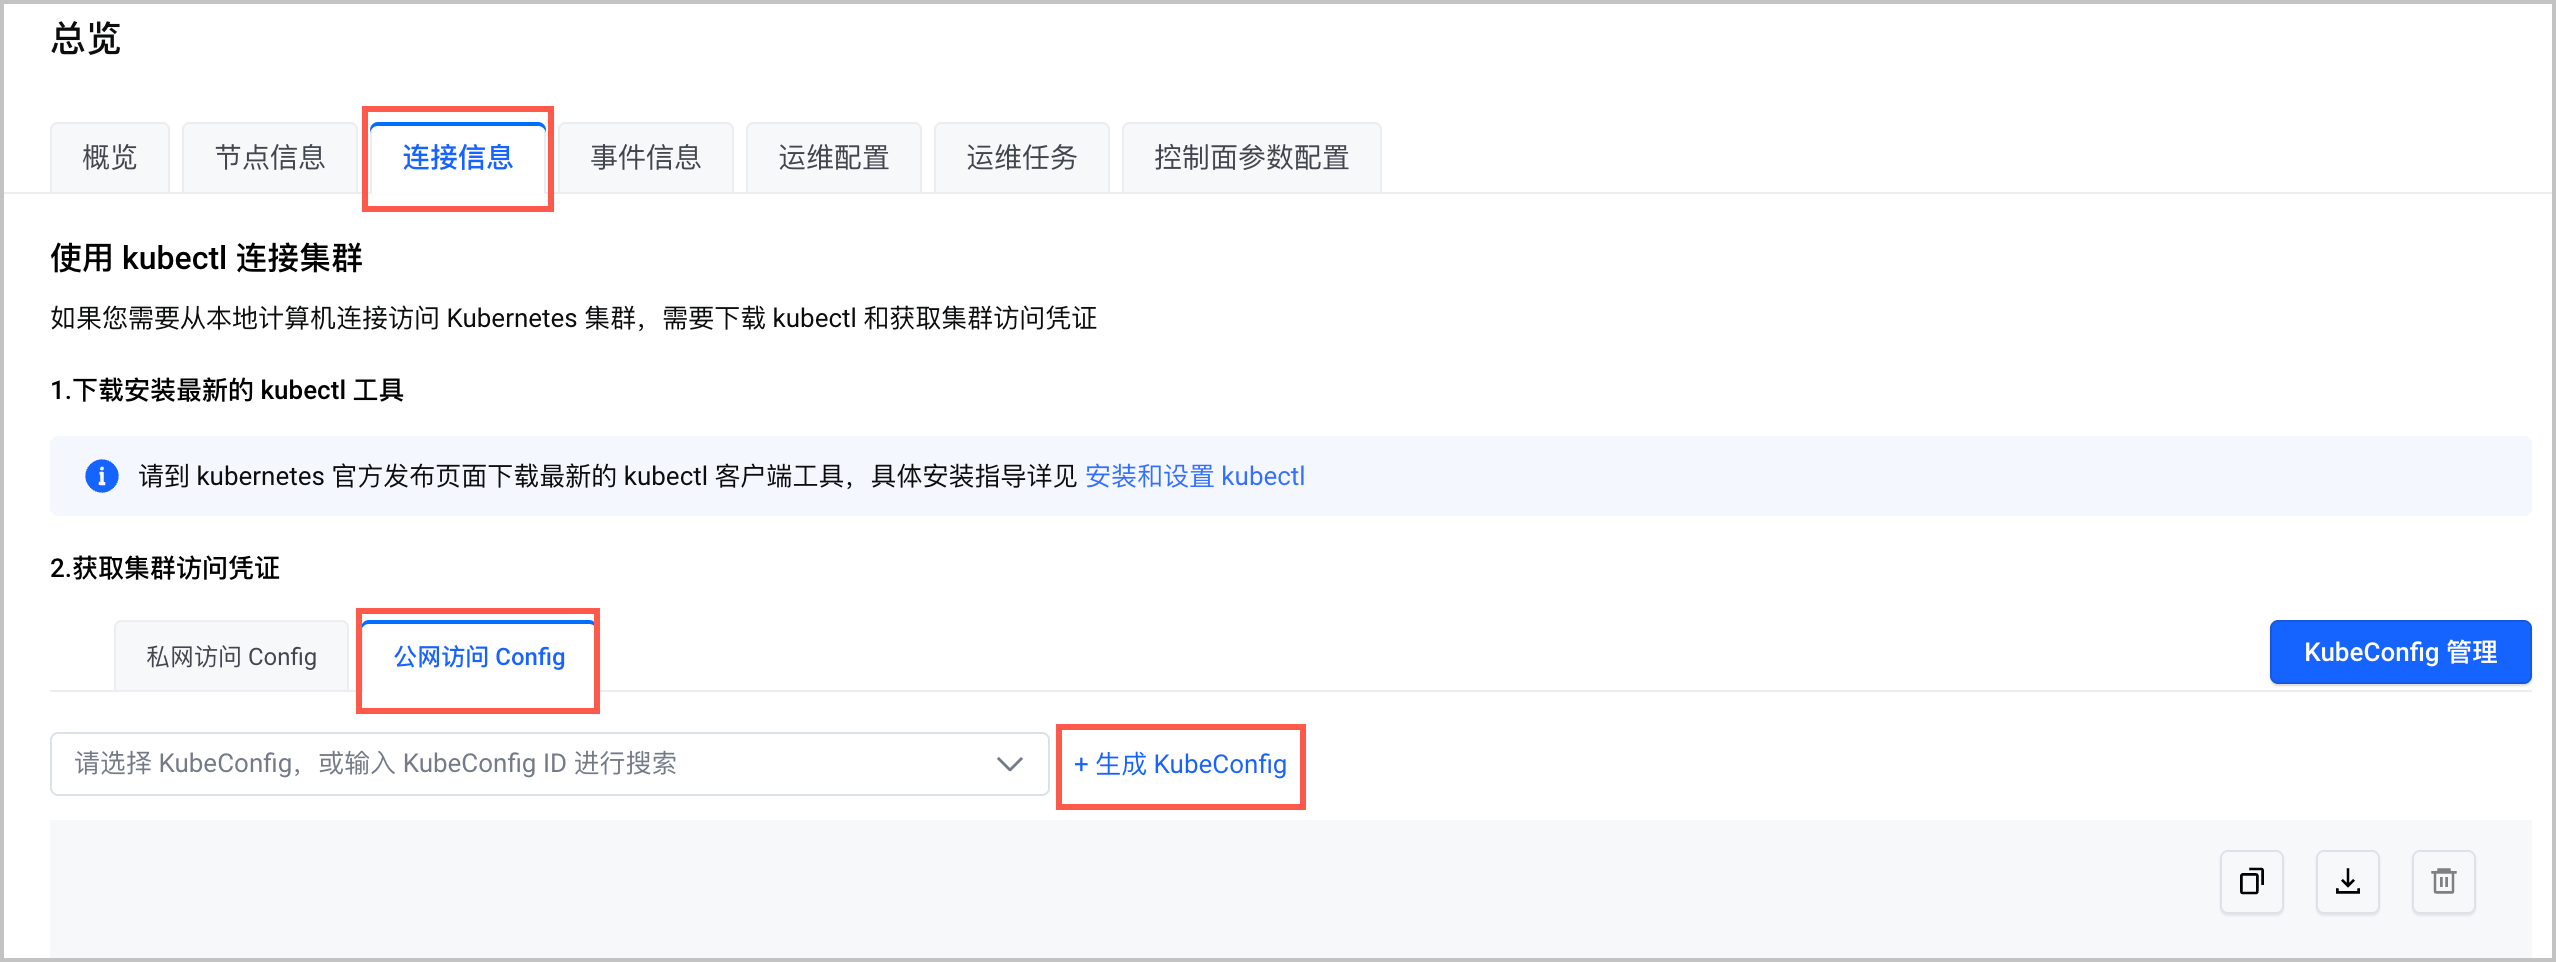 总览
概览 节点信息 连接信息 事件信息 运维配置 运维任务 控制面参数配置
使用 kubectl 连接集群
如果您需要从本地计算机连接访问 Kubernetes 集群，需要下载 kubectl 和获取集群访问凭证
1.下载安装最新的 kubectl 工具
请到 kubernetes 官方发布页面下载最新的 kubectl 客户端工具，具体安装指导详见 安装和设置 kubectl
2.获取集群访问凭证
私网访问 Config 公网访问 Config KubeConfig 管理
请选择 KubeConfig，或输入 KubeConfig ID 进行搜索 + 生成 KubeConfig